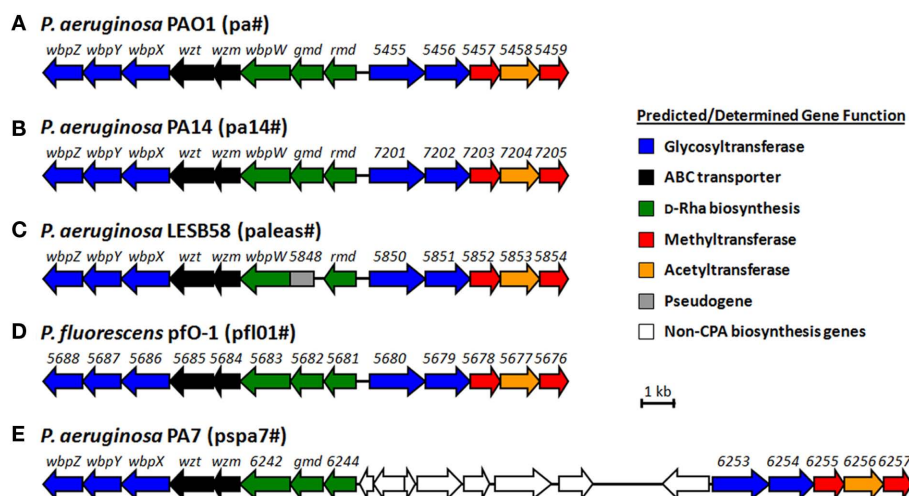 A P. aeruginosa PAO1 (pa#)
wbpZ wbpY wbpX wzt wzm wbpW gmd rmd 5455 5456 5457 5458 5459
B P. aeruginosa PA14 (pa14#)
wbpZ wbpY wbpX wzt wzm wbpW gmd rmd 7201 7202 7203 7204 7205
C P. aeruginosa LESB58 (paleas#)
wbpZ wbpY wbpX wzt wzm wbpW 5848 rmd 5850 5851 5852 5853 5854
D P. fluorescens pfO-1 (pfl01#)
5688 5687 5686 5685 5684 5683 5682 5681 5680 5679 5678 5677 5676
E P. aeruginosa PA7 (pspa7#)
wbpZ wbpY wbpX wzt wzm 6242 gmd 6244 6253 6254 6255 6256 6257
Predicted/Determined Gene Function
Glycosyltransferase
ABC transporter
D-Rha biosynthesis
Methyltransferase
Acetyltransferase
Pseudogene
Non-CPA biosynthesis genes
1 kb